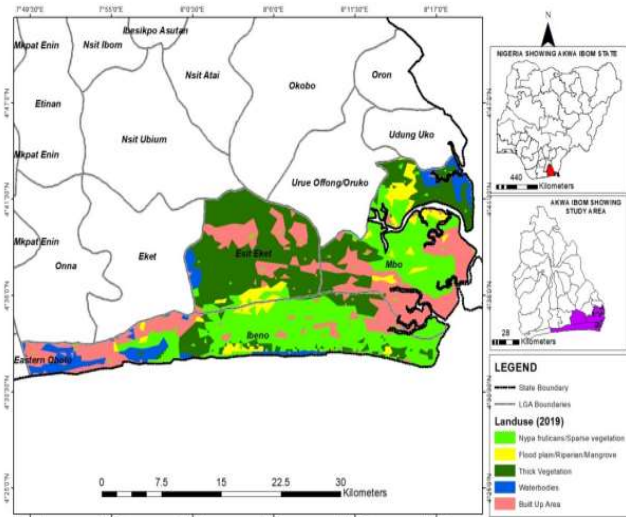 7°49'30"E 7°55'0"E 8°0'30"E 8°6'0"E 8°11'30"E 8°17'0"E
Ibesikpo Asutan
Mkpat Enin
Nsit Ibom
Nsit Atai
Okobo
Oron
Etinan
Nsit Ubium
Udung Uko
Mkpat Enin
Urue Offong/Oruko
Mkpat Enin
Onna
Eket
Esit Eket
Mbo
Ibeno
Eastern Obolo
0 3.75 7.5 15 22.5 30
Kilometers
N
NIGERIA SHOWING AKWA IBOM STATE
440
Kilometers
AKWA IBOM SHOWING
STUDY AREA
28
Kilometers
LEGEND
State Boundary
LGA Boundaries
Landuse (2019)
Nypa fruticans/Sparse vegetation
Flood plain/Riparian/Mangrove
Thick Vegetation
Waterbodies
Built Up Area